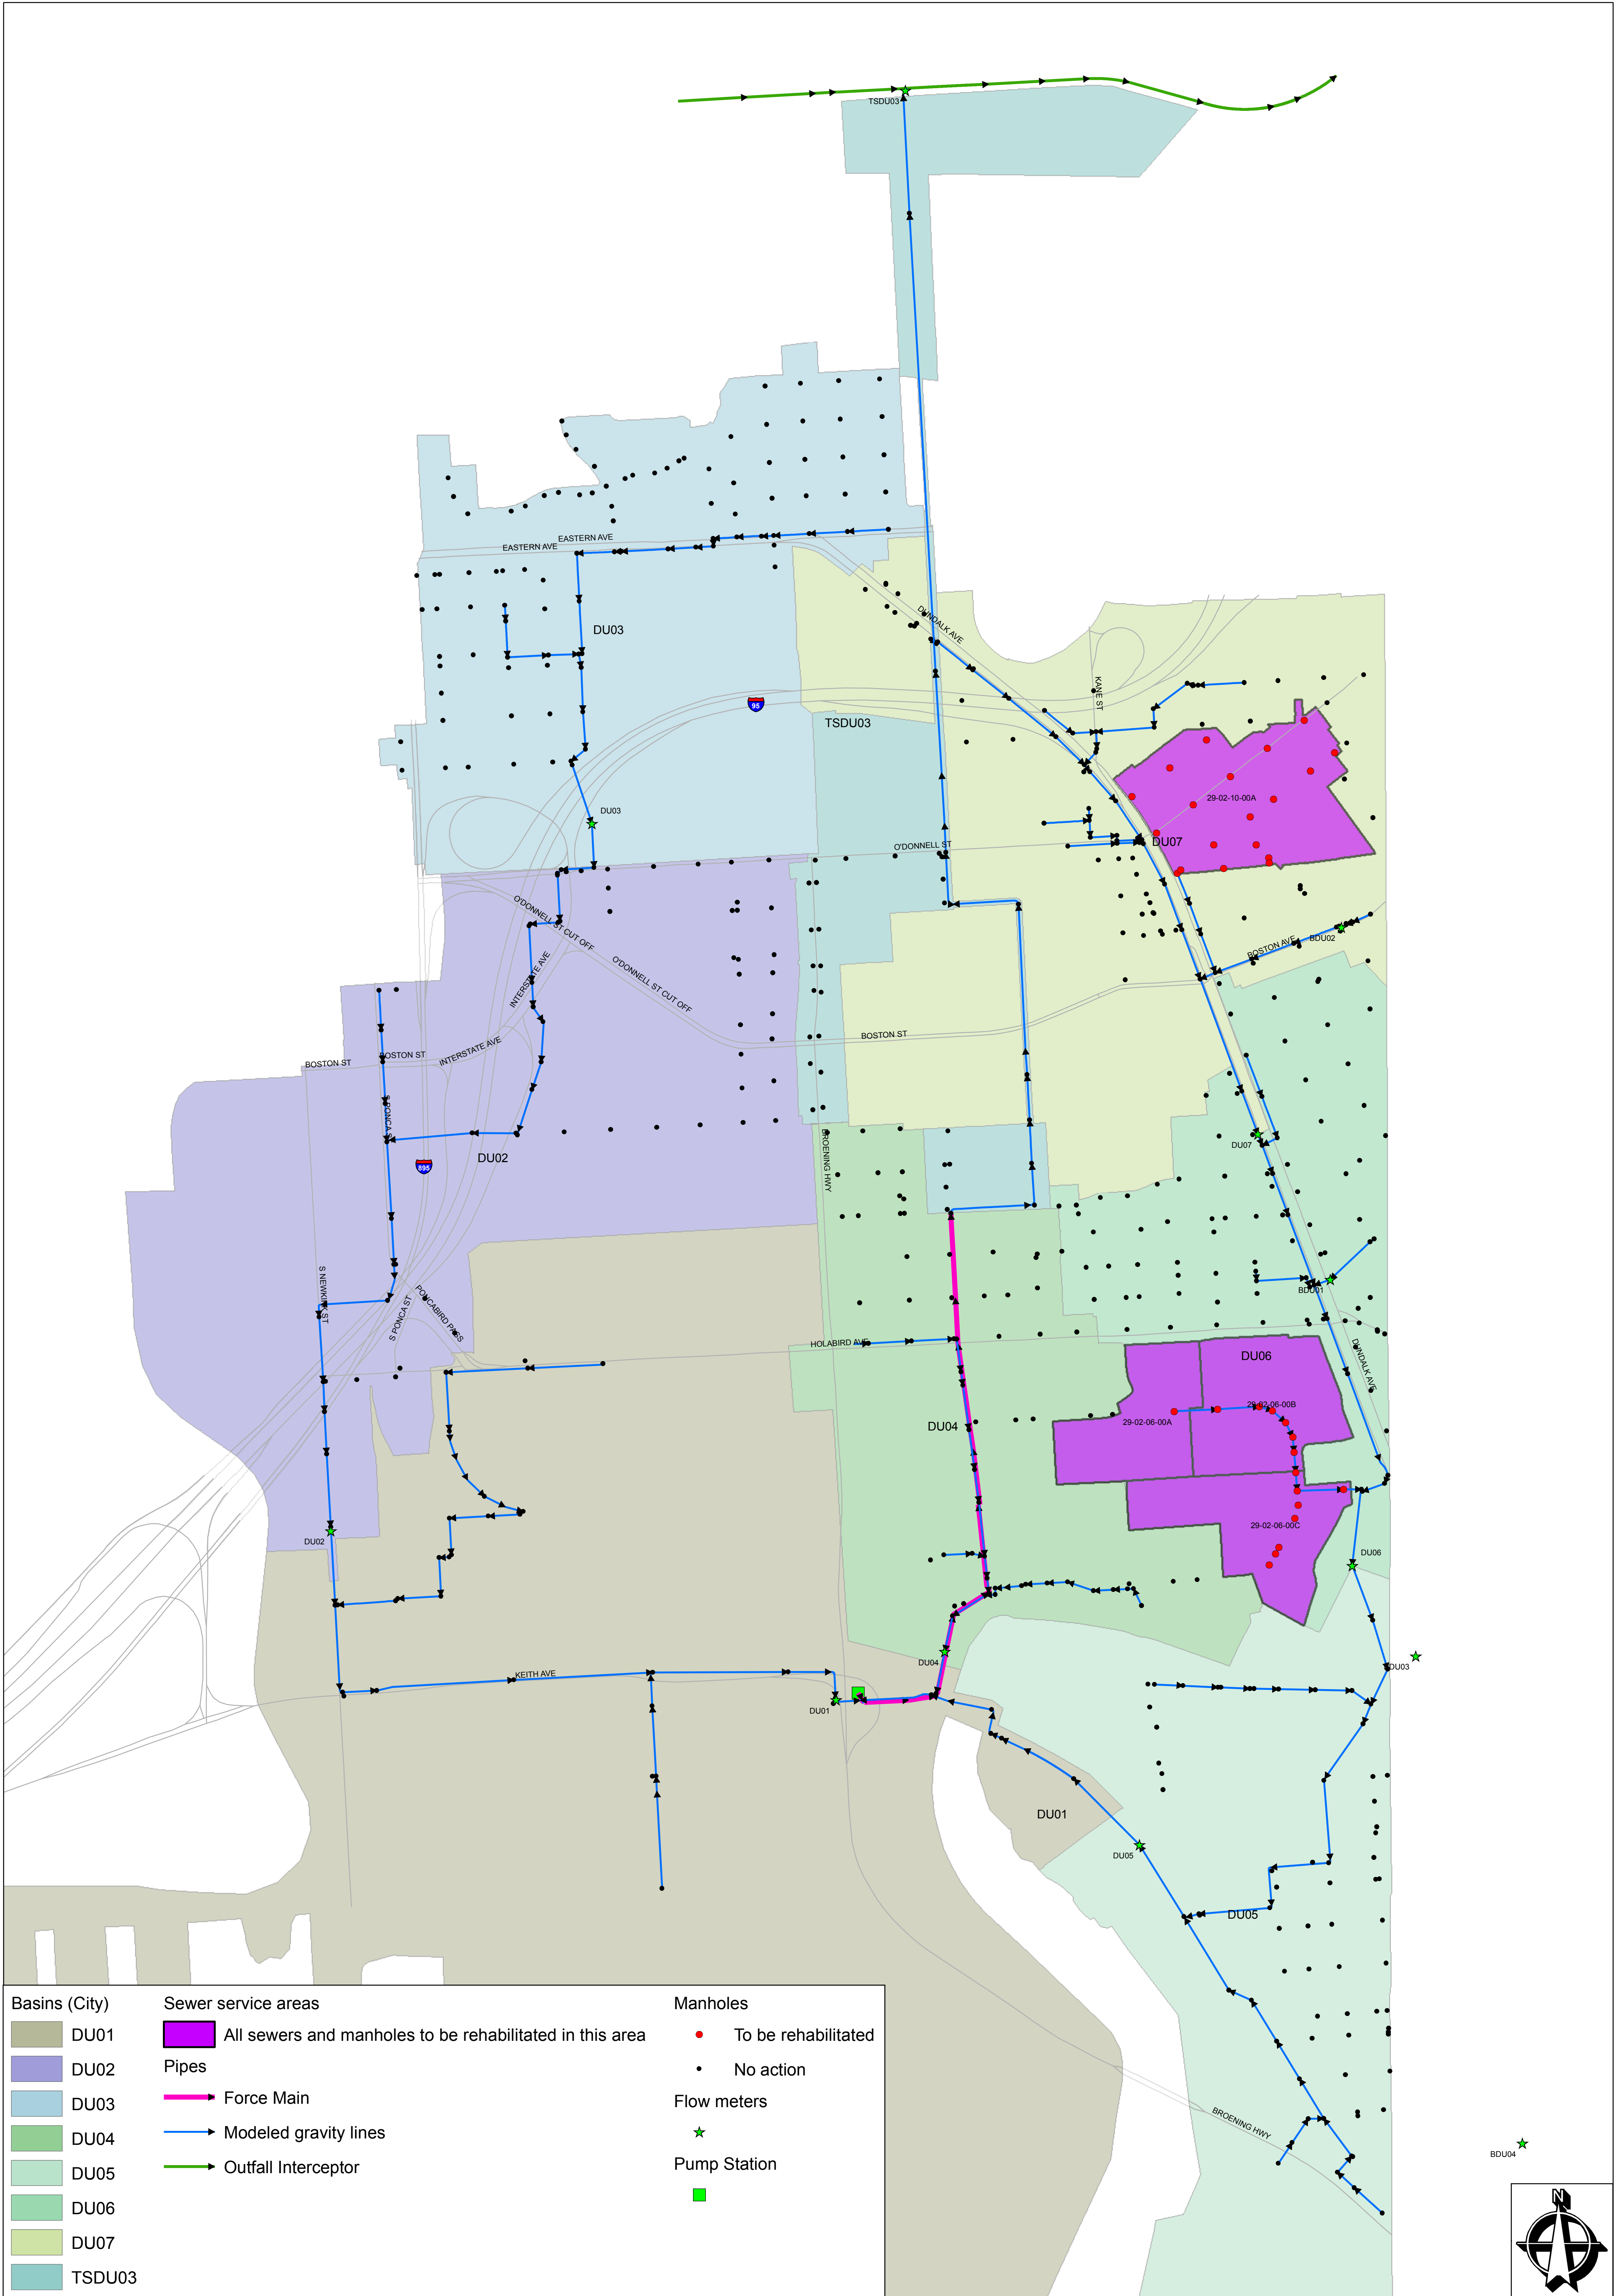 TSDU03
EASTERN AVE
EASTERN AVE
DUNDALK AVE
DU03
KANE ST
95
TSDU03
29-02-10-00A
DU03
DU07
O'DONNELL ST
O'DONNELL ST CUT OFF
BDU02
BOSTON AVE
INTERSTATE AVE
O'DONNELL ST CUT OFF
BOSTON ST
INTERSTATE AVE
BOSTON ST
BOSTON ST
S PONCA ST
DU07
BROENING HWY
DU02
895
S NEWKIRK ST
BDU01
PONCABIRD PASS
S PONCA ST
HOLABIRD AVE
DUNDALK AVE
DU06
29-02-06-00B
29-02-06-00A
DU04
29-02-06-00C
DU02
DU06
DU04
DU03
KEITH AVE
DU01
DU01
DU05
DU05
BROENING HWY
BDU04
Basins (City)
DU01
DU02
DU03
DU04
DU05
DU06
DU07
TSDU03
Sewer service areas
All sewers and manholes to be rehabilitated in this area
Pipes
Force Main
Modeled gravity lines
Outfall Interceptor
Manholes
To be rehabilitated
No action
Flow meters
Pump Station
N